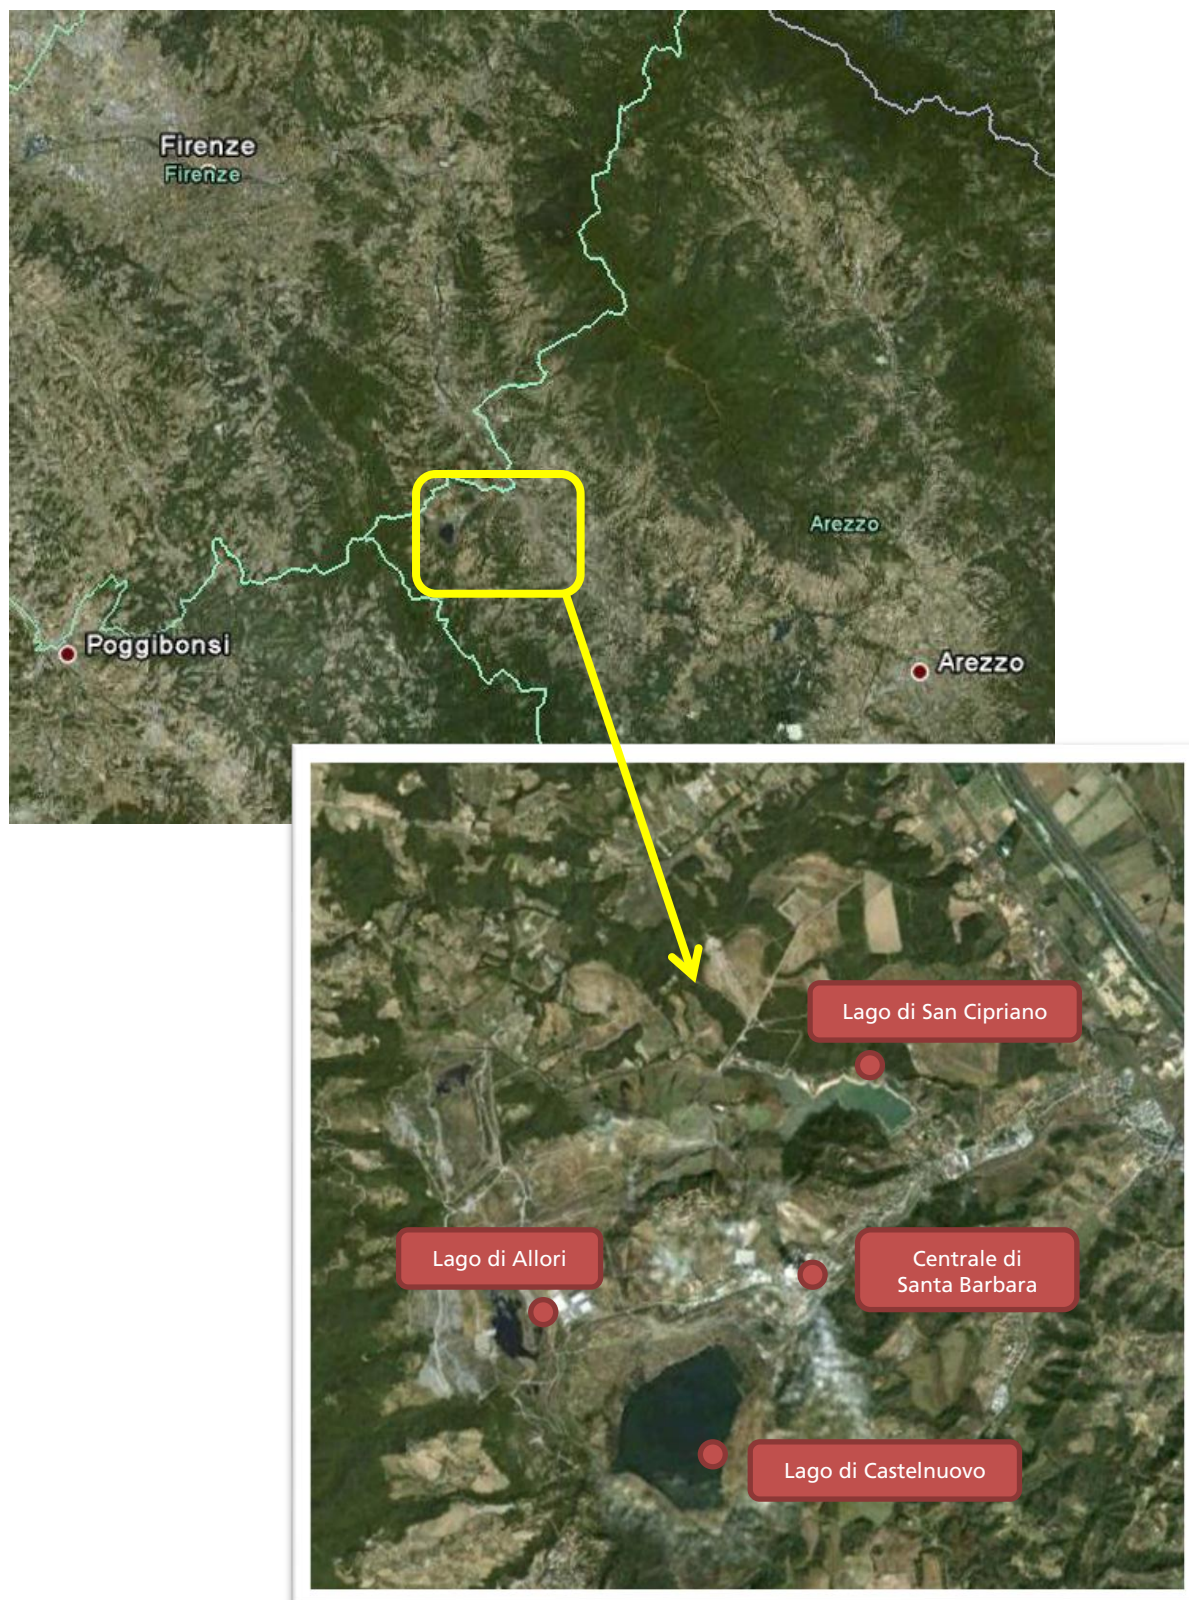 Firenze
Firenze
Arezzo
Poggibonsi
Arezzo
Lago di San Cipriano
Lago di Allori
Centrale di
Santa Barbara
Lago di Castelnuovo